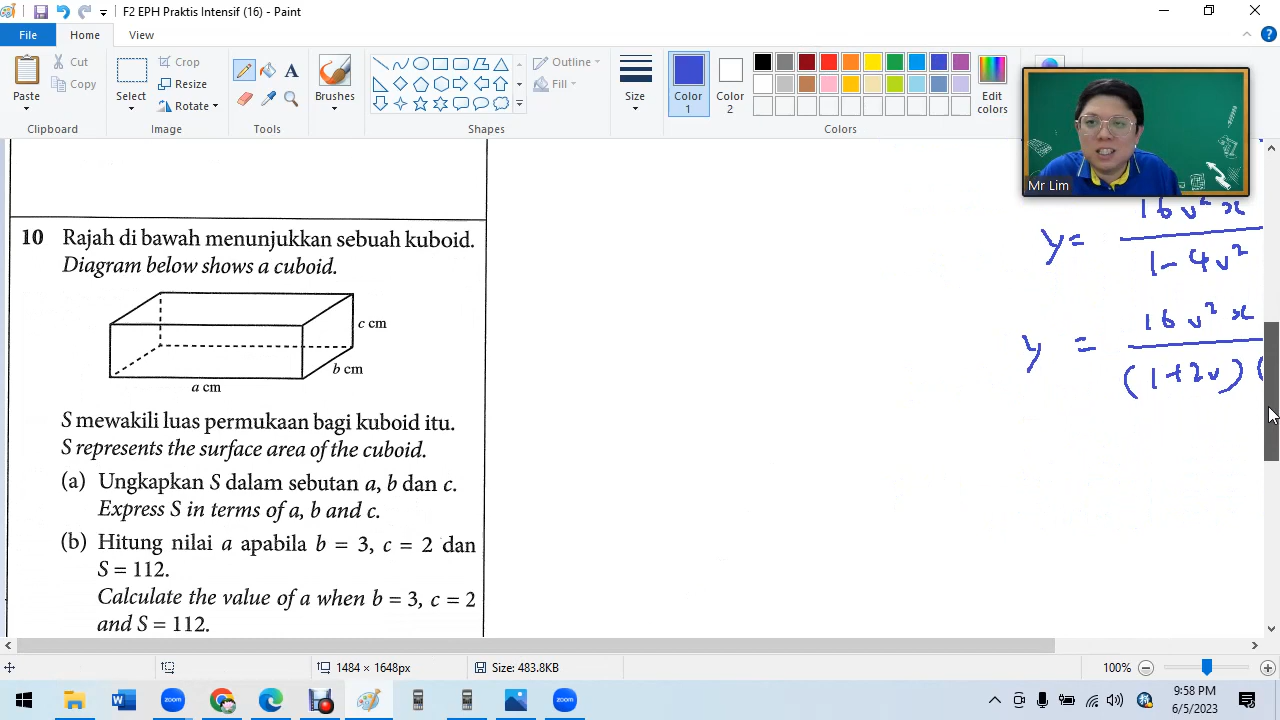 F2 EPH Praktis Intensif (16) - Paint
File
Home
View
Paste
Cut
Copy
Clipboard
Select
Crop
Resize
Rotate
Image
A
Tools
Brushes
Outline
Fill
Shapes
Size
Color 1
Color 2
Edit colors
Colors
Mr Lim
10 Rajah di bawah menunjukkan sebuah kuboid.
Diagram below shows a cuboid.
c cm
b cm
a cm
S mewakili luas permukaan bagi kuboid itu.
S represents the surface area of the cuboid.
(a) Ungkapkan S dalam sebutan a, b dan c.
Express S in terms of a, b and c.
(b) Hitung nilai a apabila b = 3, c = 2 dan
S = 112.
Calculate the value of a when b = 3, c = 2
and S = 112.
y = 16v²x
1 - 4v²
y = 16v²x
(1+2v)(
1484 × 1648px
Size: 483.8KB
100%
zoom
W
zoom
9:58 PM
6/5/2023